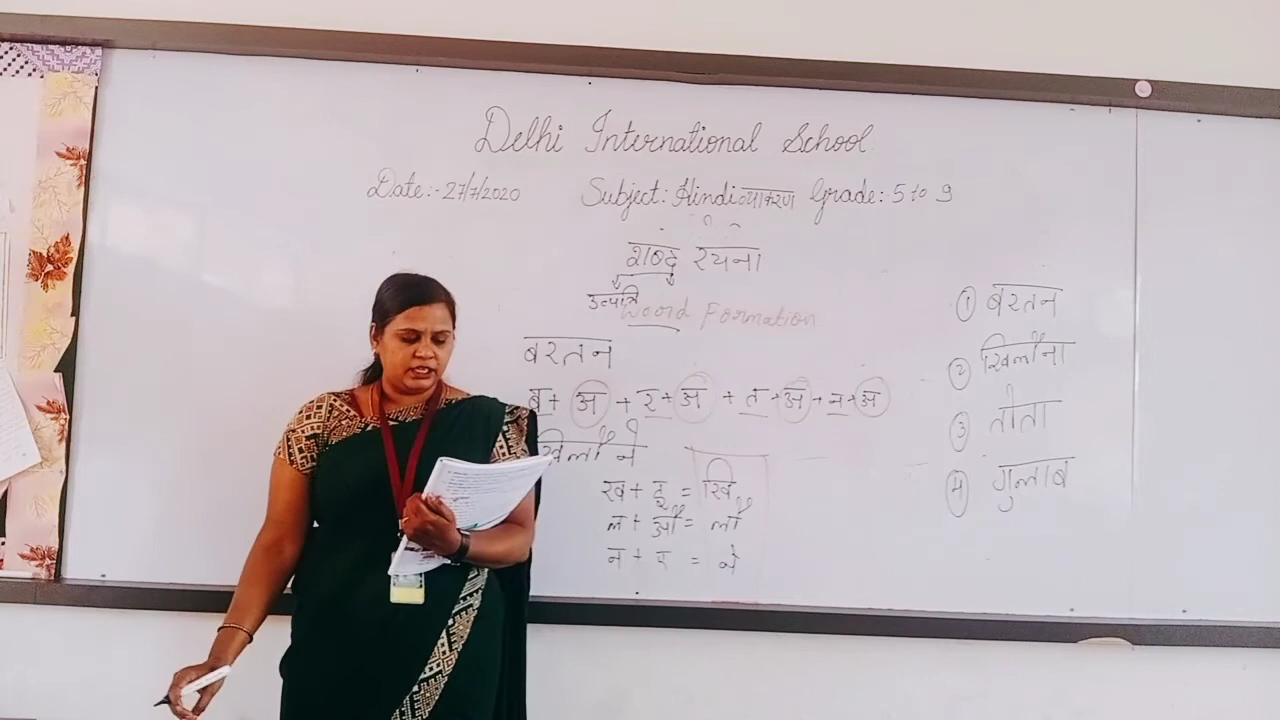 Delhi International School
Date:- 27/7/2020 Subject: Hindi व्याकरण Grade: 5 to 9
शब्द रचना
उत्पत्ति
Woord Formation
बरतन
ब + अ + र + अ + त + अ + न + अ
खिलौने
ख + इ = खि
ल + औ = लौ
न + ए = ने
① बरतन
② खिलौना
③ तोता
④ गुलाब